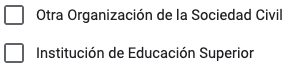 Otra Organización de la Sociedad Civil
Institución de Educación Superior